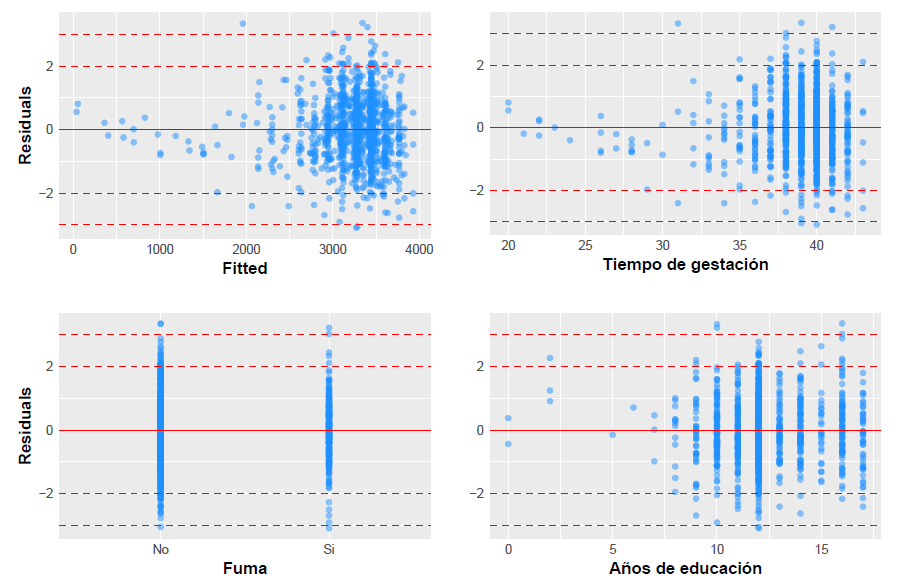 Residuals
2
0
−2
0 1000 2000 3000 4000
Fitted
2
0
−2
20 25 30 35 40
Tiempo de gestación
Residuals
2
0
−2
No Si
Fuma
2
0
−2
0 5 10 15
Años de educación